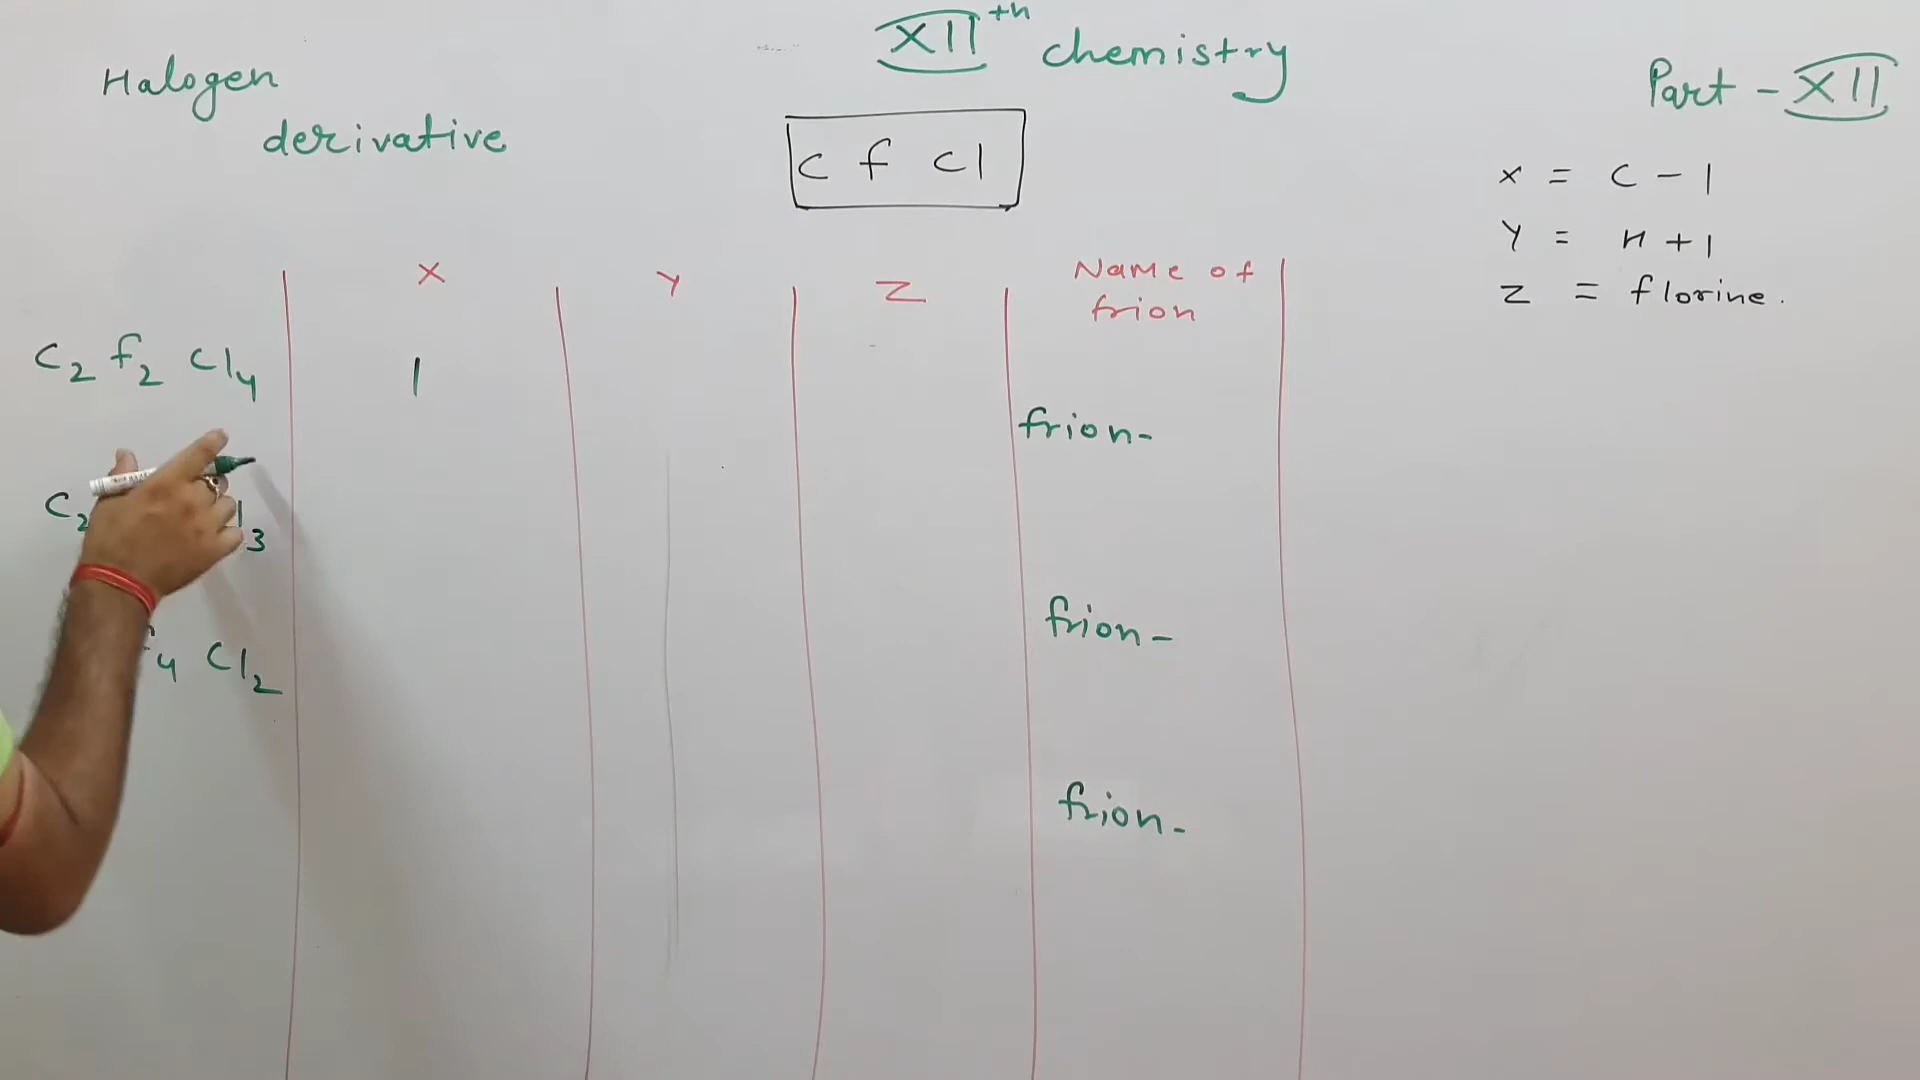 XII th chemistry
Halogen
derivative
Part - XII
C f Cl
X = C - 1
Y = H + 1
Z = florine.
X Y Z Name of
frion
C2 f2 Cl4 1
frion-
C2 3
frion-
4 Cl2
frion-